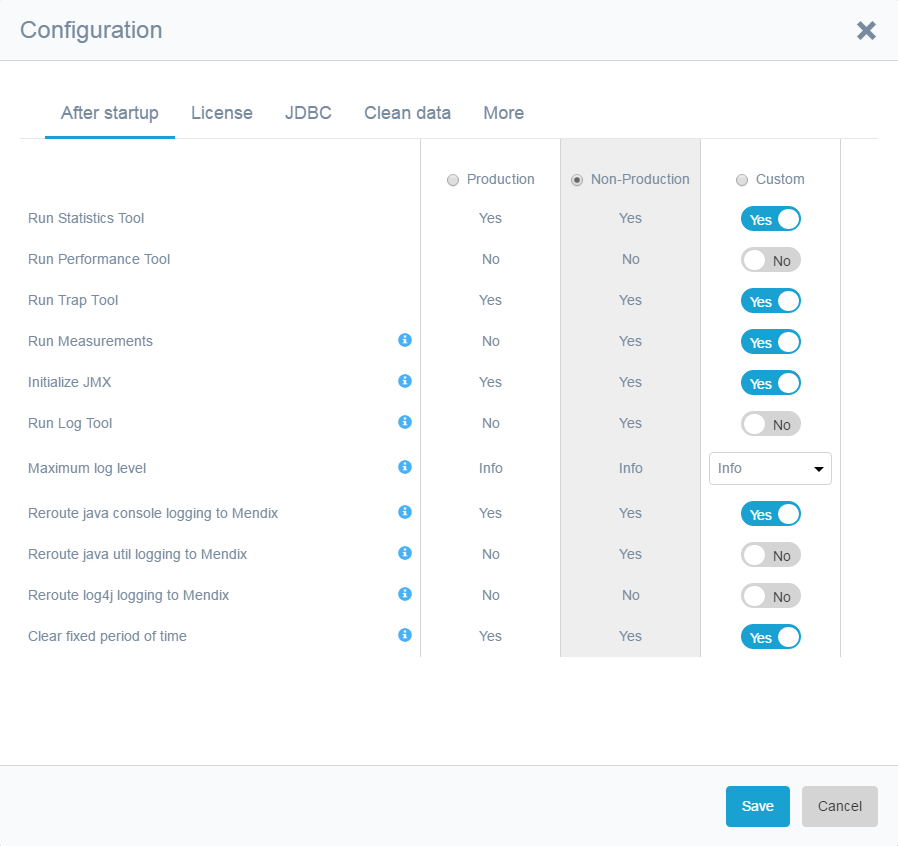 Configuration
After startup License JDBC Clean data More
Production Non-Production Custom
Run Statistics Tool Yes Yes Yes
Run Performance Tool No No No
Run Trap Tool Yes Yes Yes
Run Measurements No Yes Yes
Initialize JMX Yes Yes Yes
Run Log Tool No Yes No
Maximum log level Info Info Info
Reroute java console logging to Mendix Yes Yes Yes
Reroute java util logging to Mendix No Yes No
Reroute log4j logging to Mendix No No No
Clear fixed period of time Yes Yes Yes
Save Cancel